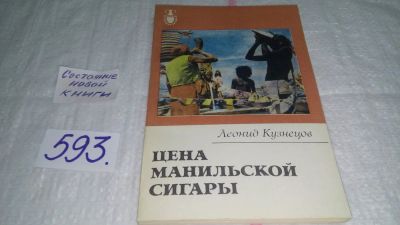 Состояние
новой
книги
593.
Леонид Кузнецов
ЦЕНА
МАНИЛЬСКОЙ
СИГАРЫ